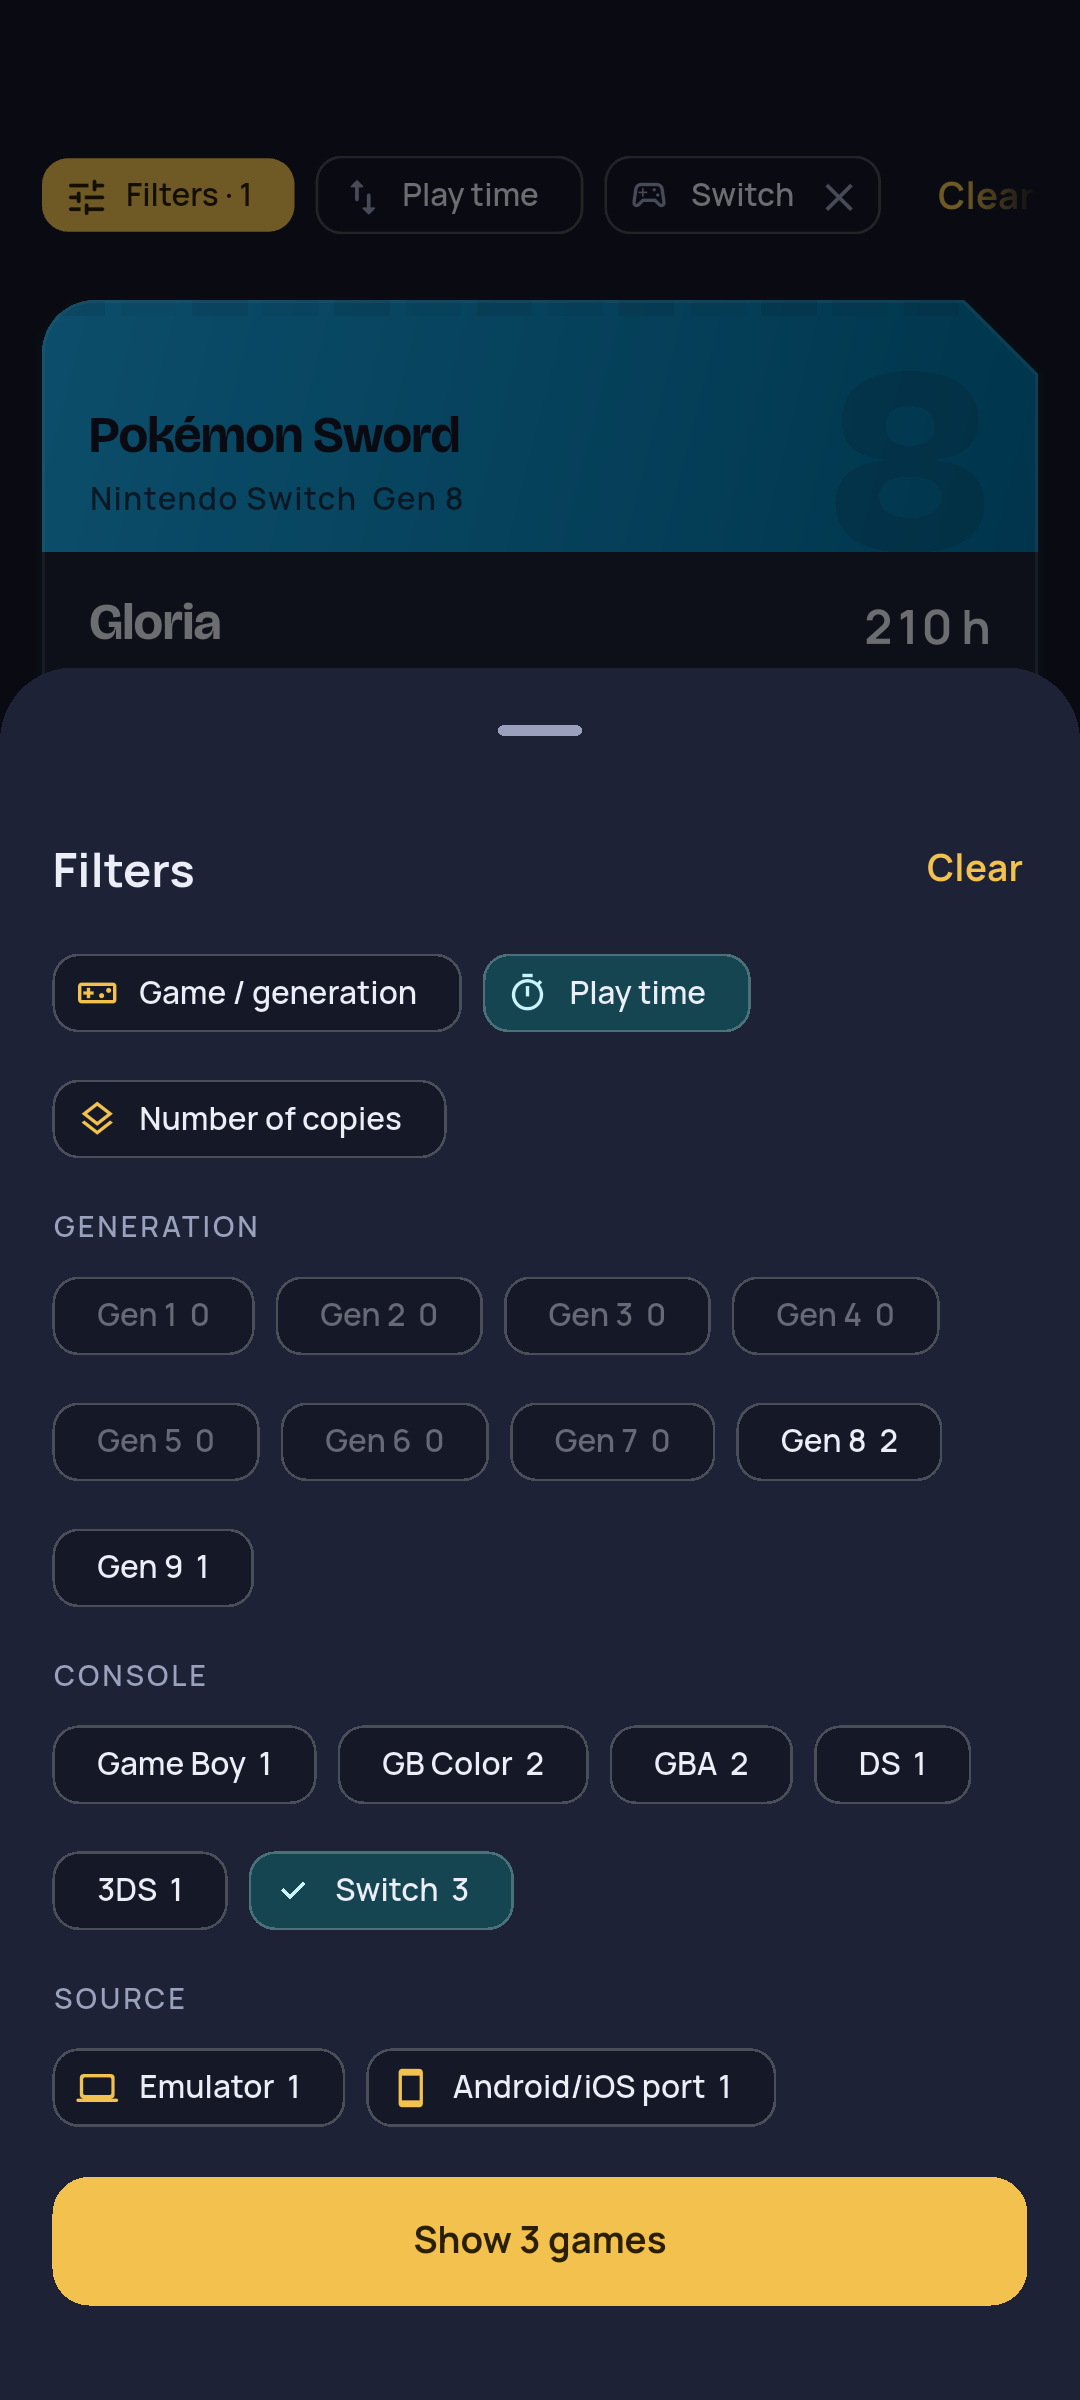 Filters · 1
Play time
Switch
Clear
Pokémon Sword
Nintendo Switch Gen 8
8
Gloria
210 h
Filters
Clear
Game / generation
Play time
Number of copies
GENERATION
Gen 1 0
Gen 2 0
Gen 3 0
Gen 4 0
Gen 5 0
Gen 6 0
Gen 7 0
Gen 8 2
Gen 9 1
CONSOLE
Game Boy 1
GB Color 2
GBA 2
DS 1
3DS 1
Switch 3
SOURCE
Emulator 1
Android/iOS port 1
Show 3 games